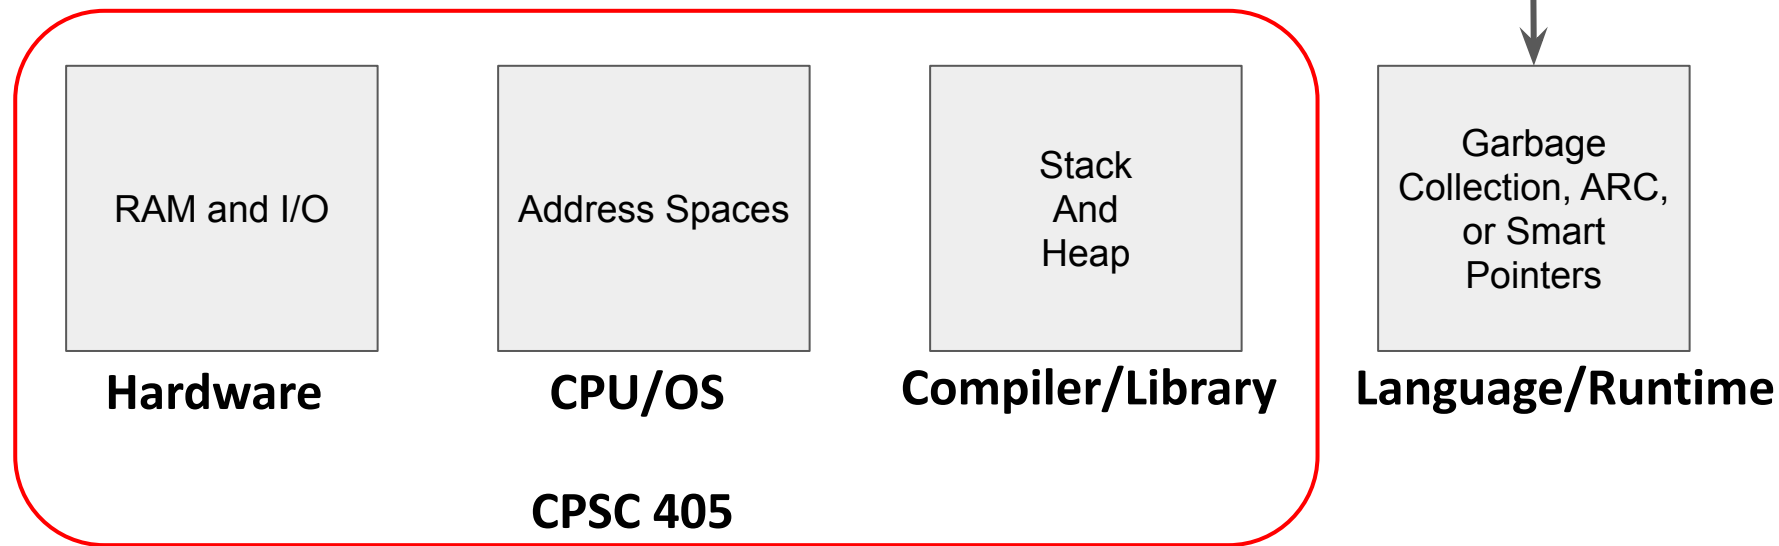 RAM and I/O
Address Spaces
Stack
And
Heap
Garbage
Collection, ARC,
or Smart
Pointers
Hardware
CPU/OS
Compiler/Library
Language/Runtime
CPSC 405